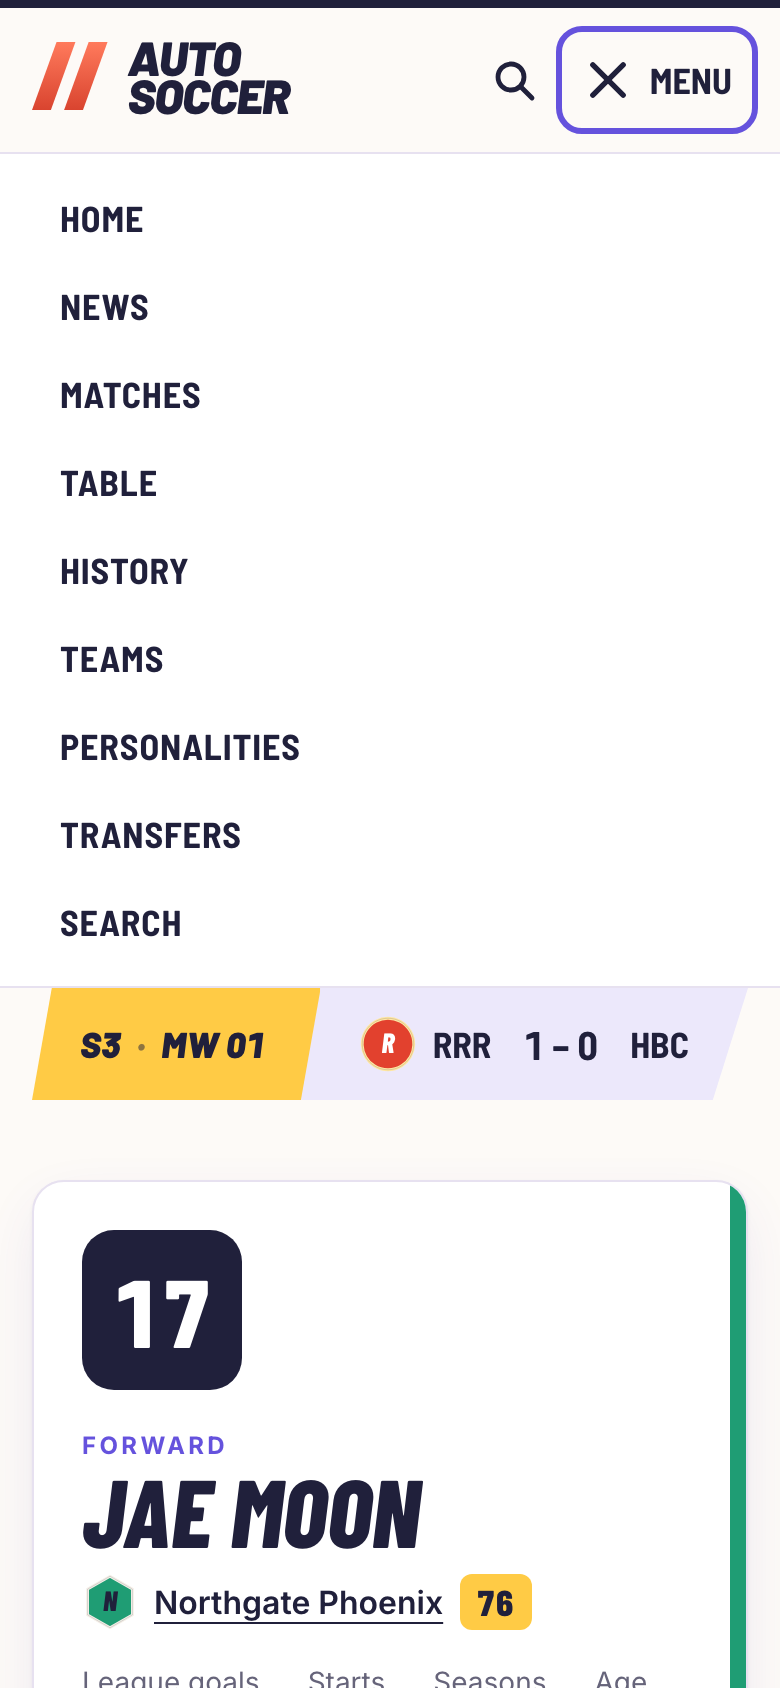 AUTO
SOCCER
MENU
HOME
NEWS
MATCHES
TABLE
HISTORY
TEAMS
PERSONALITIES
TRANSFERS
SEARCH
S3 · MW 01 R RRR 1 – 0 HBC
17
FORWARD
JAE MOON
N Northgate Phoenix 76
League goals Starts Seasons Age